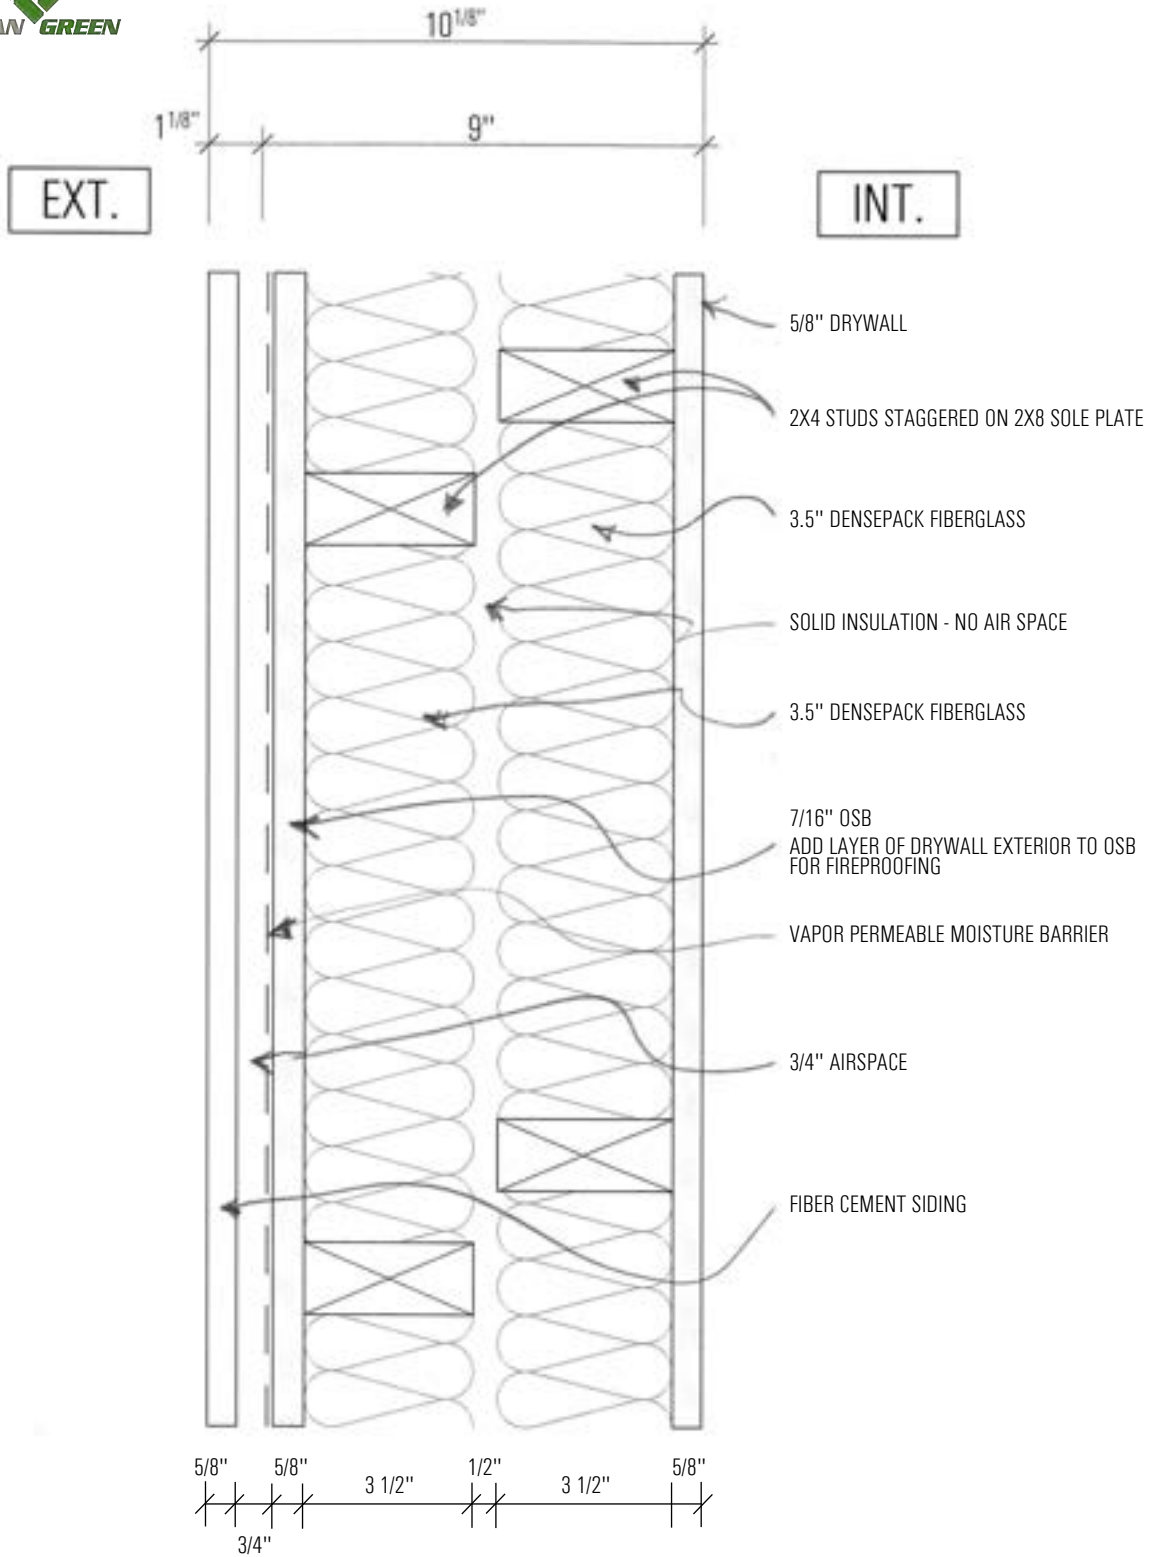 AN GREEN
10 1/8"
1 1/8"
9"
EXT.
INT.
5/8" DRYWALL
2X4 STUDS STAGGERED ON 2X8 SOLE PLATE
3.5" DENSEPACK FIBERGLASS
SOLID INSULATION - NO AIR SPACE
3.5" DENSEPACK FIBERGLASS
7/16" OSB
ADD LAYER OF DRYWALL EXTERIOR TO OSB
FOR FIREPROOFING
VAPOR PERMEABLE MOISTURE BARRIER
3/4" AIRSPACE
FIBER CEMENT SIDING
5/8" 5/8" 3 1/2" 1/2" 3 1/2" 5/8"
3/4"